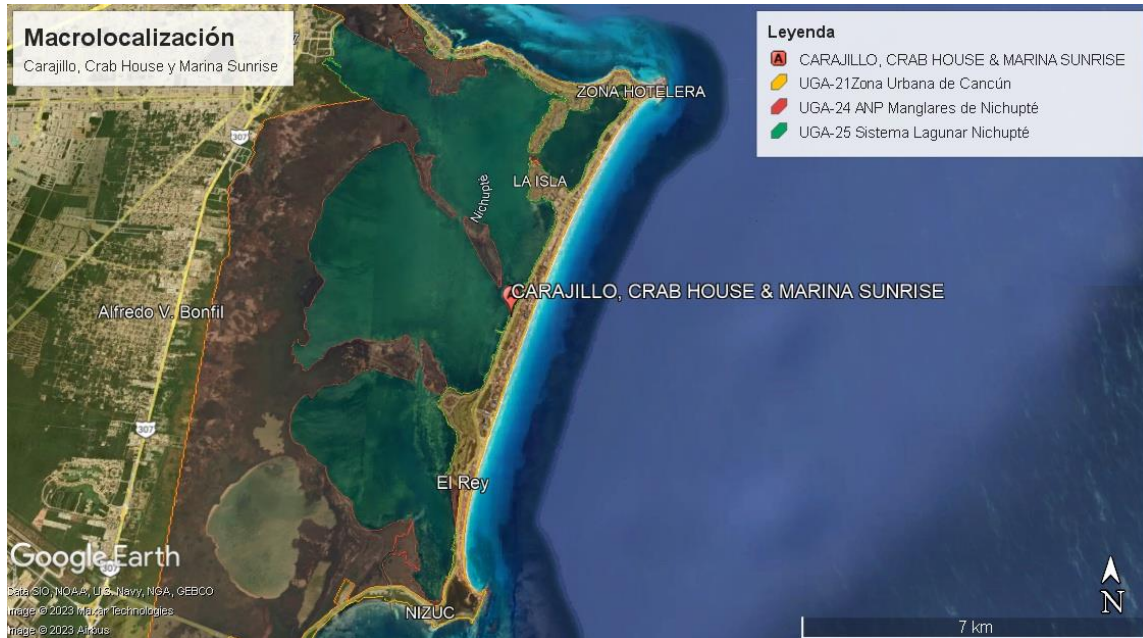 Macrolocalización
Carajillo, Crab House y Marina Sunrise
Leyenda
A CARAJILLO, CRAB HOUSE & MARINA SUNRISE
UGA-21Zona Urbana de Cancún
UGA-24 ANP Manglares de Nichupté
UGA-25 Sistema Lagunar Nichupté
307
ZONA HOTELERA
LA ISLA
Nichupté
CARAJILLO, CRAB HOUSE & MARINA SUNRISE
Alfredo V. Bonfil
307
El Rey
307
NIZUC
Google Earth
Data SIO, NOAA, U.S. Navy, NGA, GEBCO
Image © 2023 Maxar Technologies
Image © 2023 Airbus
N
7 km